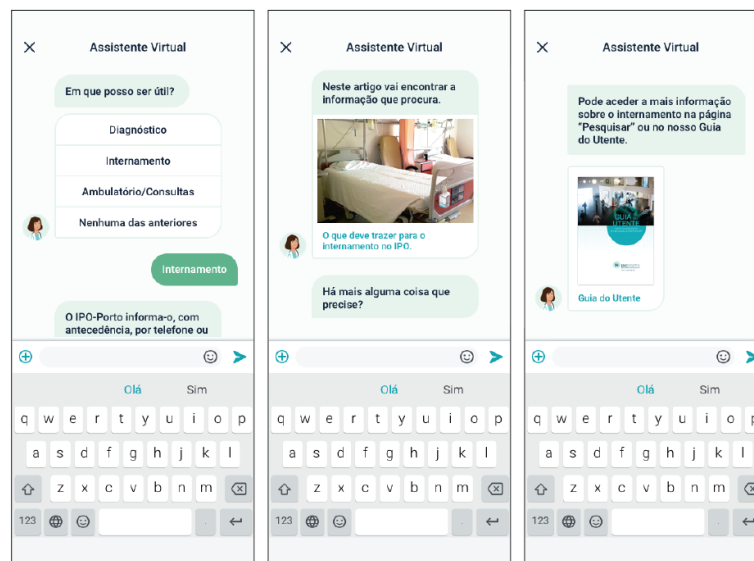 Assistente Virtual
Em que posso ser útil?
Diagnóstico
Internamento
Ambulatório/Consultas
Nenhuma das anteriores
Internamento
O IPO-Porto informa-o, com
antecedência, por telefone ou
Olá Sim
q w e r t y u i o p
a s d f g h j k l
z x c v b n m
123 .
Assistente Virtual
Neste artigo vai encontrar a
informação que procura.
O que deve trazer para o
internamento no IPO.
Há mais alguma coisa que
precise?
Olá Sim
q w e r t y u i o p
a s d f g h j k l
z x c v b n m
123 .
Assistente Virtual
Pode aceder a mais informação
sobre o internamento na página
"Pesquisar" ou no nosso Guia
do Utente.
GUIA DO
UTENTE
Guia do Utente
Olá Sim
q w e r t y u i o p
a s d f g h j k l
z x c v b n m
123 .